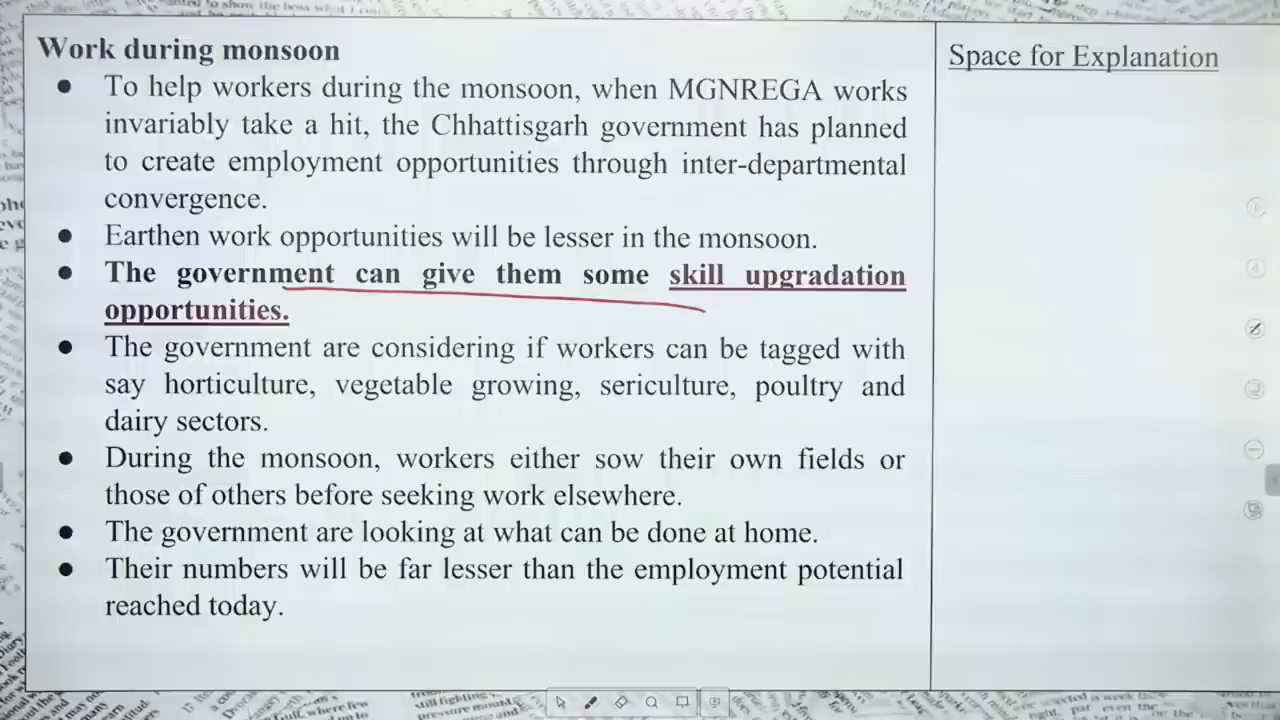 Work during monsoon
● To help workers during the monsoon, when MGNREGA works
invariably take a hit, the Chhattisgarh government has planned
to create employment opportunities through inter-departmental
convergence.
● Earthen work opportunities will be lesser in the monsoon.
● The government can give them some skill upgradation
opportunities.
● The government are considering if workers can be tagged with
say horticulture, vegetable growing, sericulture, poultry and
dairy sectors.
● During the monsoon, workers either sow their own fields or
those of others before seeking work elsewhere.
● The government are looking at what can be done at home.
● Their numbers will be far lesser than the employment potential
reached today.
Space for Explanation